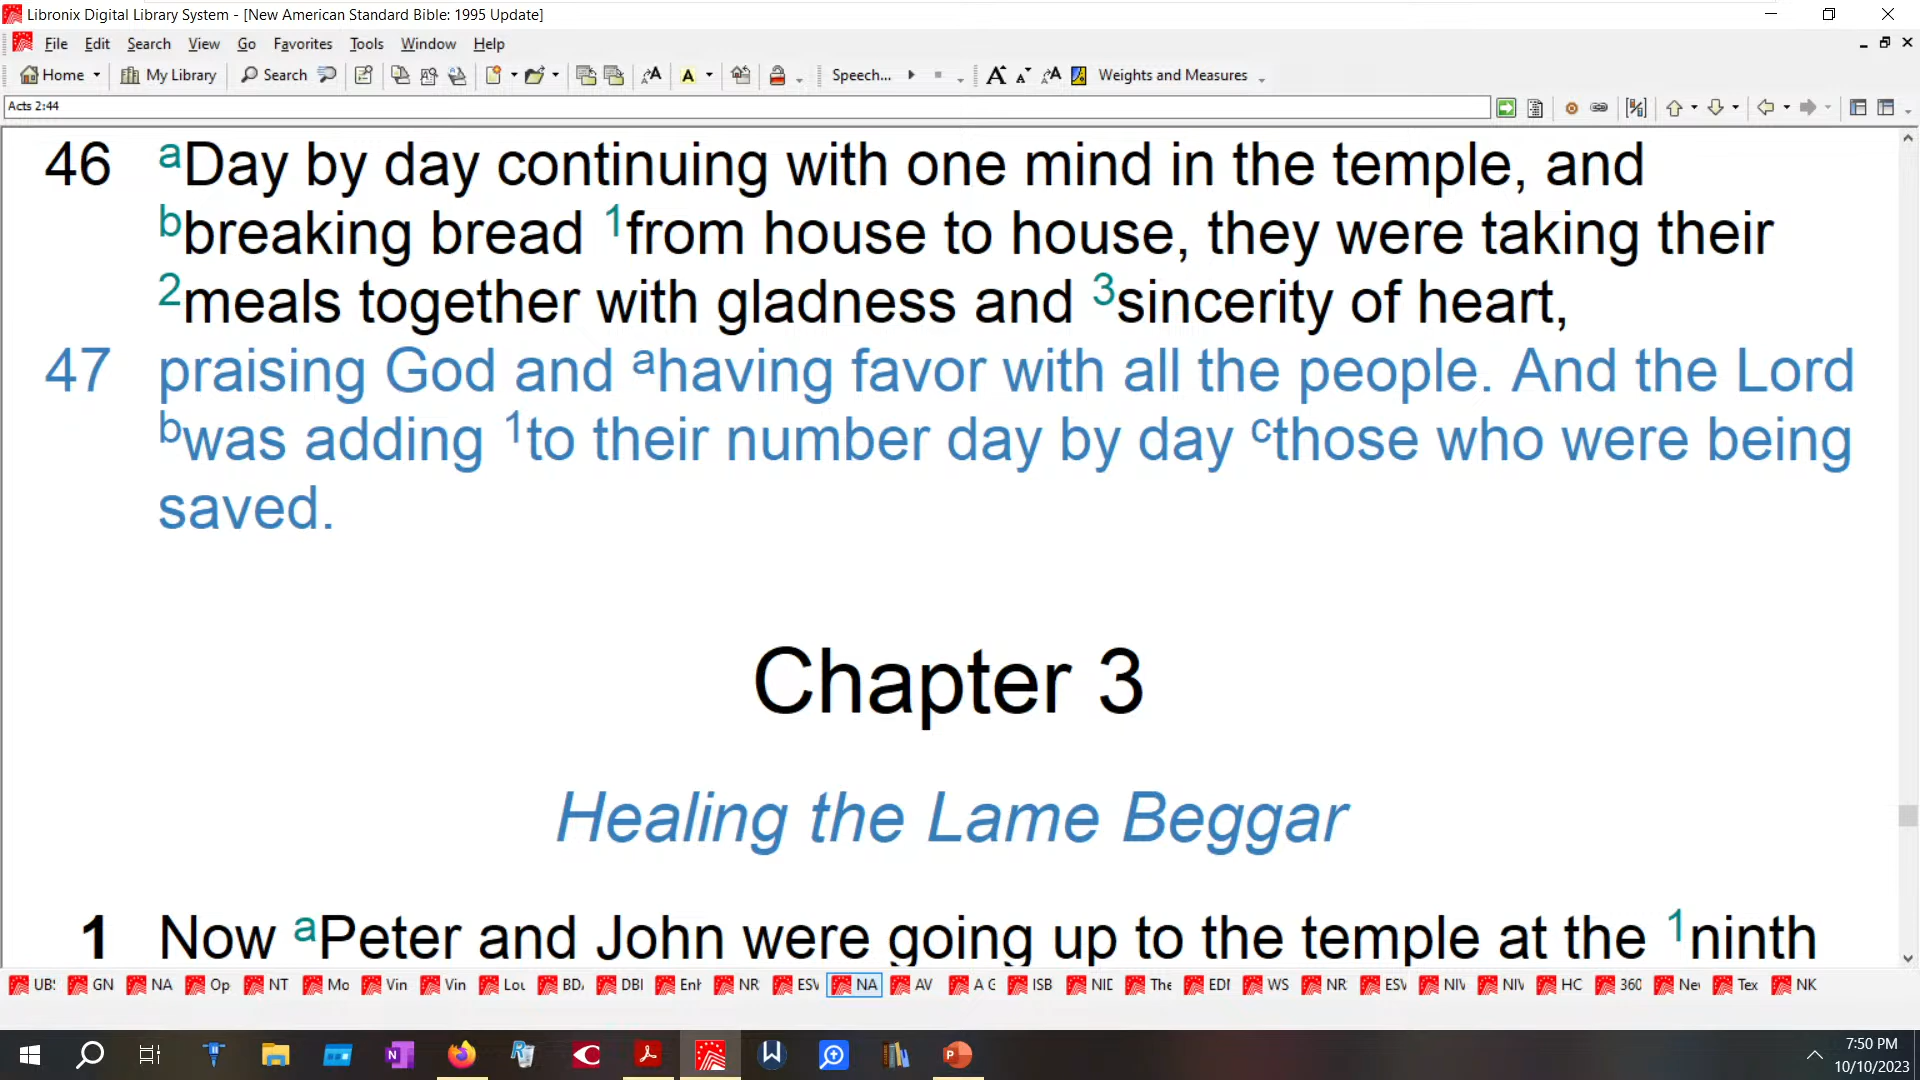 Libronix Digital Library System - [New American Standard Bible: 1995 Update]
File Edit Search View Go Favorites Tools Window Help
Home My Library Search Speech... Weights and Measures
Acts 2:44
46 aDay by day continuing with one mind in the temple, and
bbreaking bread 1from house to house, they were taking their
2meals together with gladness and 3sincerity of heart,
47 praising God and ahaving favor with all the people. And the Lord
bwas adding 1to their number day by day cthose who were being
saved.
Chapter 3
Healing the Lame Beggar
1 Now aPeter and John were going up to the temple at the 1ninth
UB: GN NA Op NT Mo Vin Vin Lou BD DBI Enh NR ESV NA AV A G ISB NID The EDI WS NR ESV NIV NIV HC 360 Nev Tex NK
7:50 PM
10/10/2023